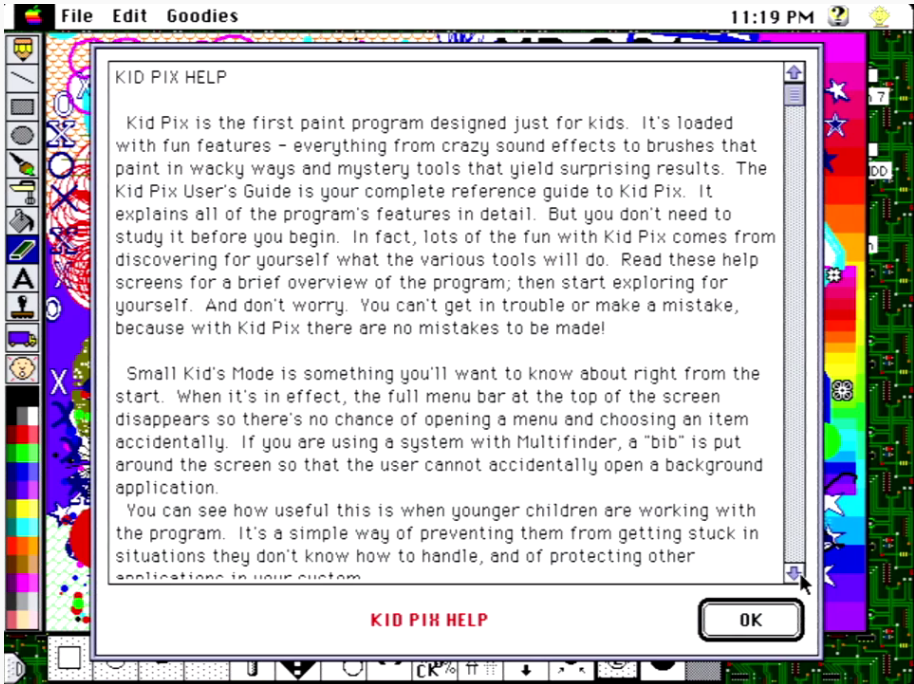 File Edit Goodies 11:19 PM
KID PIX HELP
Kid Pix is the first paint program designed just for kids. It's loaded
with fun features - everything from crazy sound effects to brushes that
paint in wacky ways and mystery tools that yield surprising results. The
Kid Pix User's Guide is your complete reference guide to Kid Pix. It
explains all of the program's features in detail. But you don't need to
study it before you begin. In fact, lots of the fun with Kid Pix comes from
discovering for yourself what the various tools will do. Read these help
screens for a brief overview of the program; then start exploring for
yourself. And don't worry. You can't get in trouble or make a mistake,
because with Kid Pix there are no mistakes to be made!
Small Kid's Mode is something you'll want to know about right from the
start. When it's in effect, the full menu bar at the top of the screen
disappears so there's no chance of opening a menu and choosing an item
accidentally. If you are using a system with Multifinder, a "bib" is put
around the screen so that the user cannot accidentally open a background
application.
You can see how useful this is when younger children are working with
the program. It's a simple way of preventing them from getting stuck in
situations they don't know how to handle, and of protecting other
applications in your system
KID PIX HELP
OK